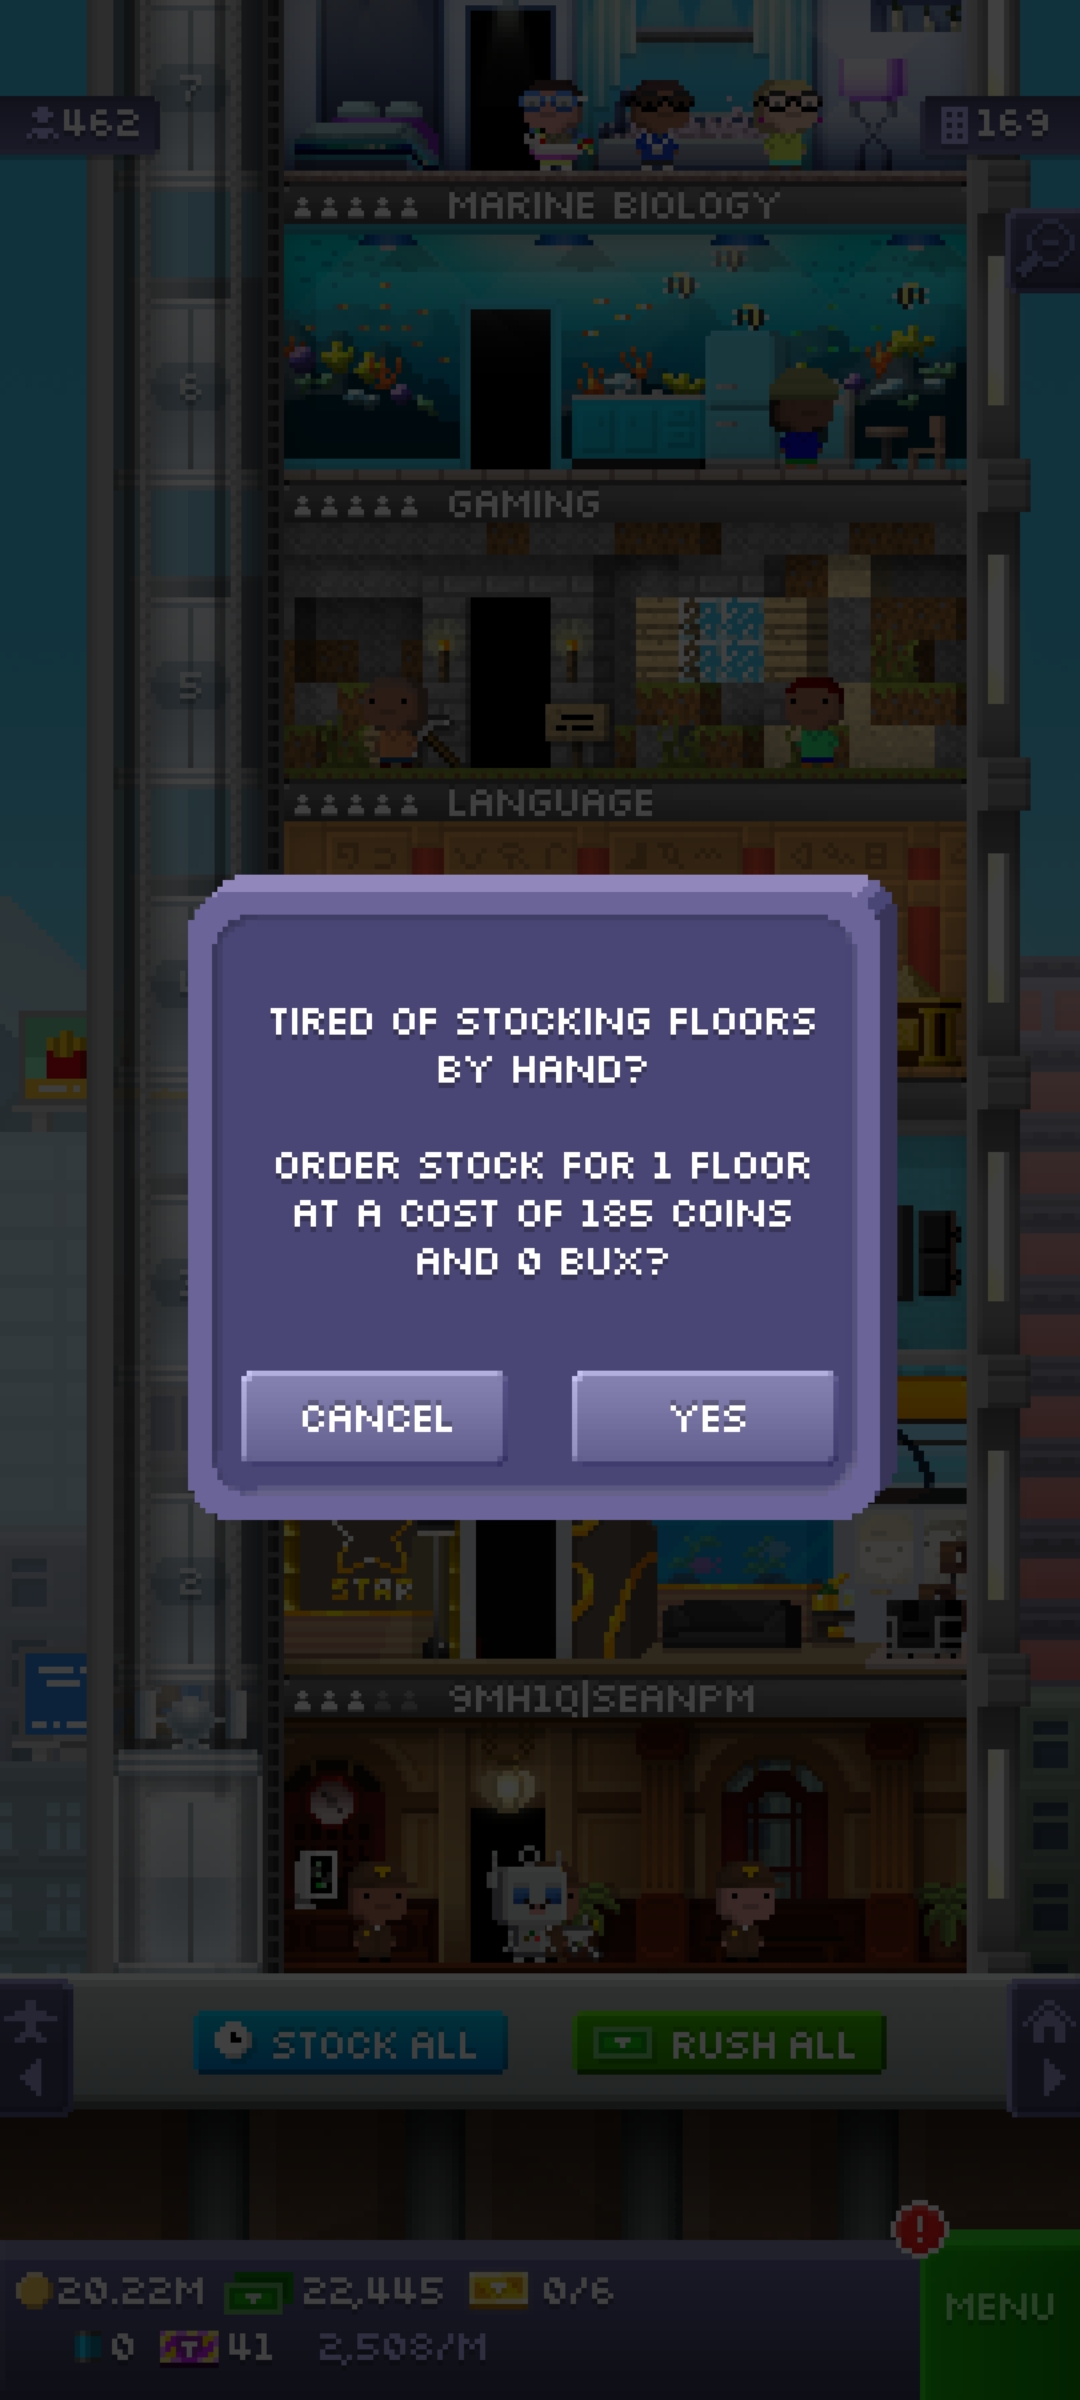 7
462
169
MARINE BIOLOGY
6
GAMING
5
LANGUAGE
TIRED OF STOCKING FLOORS
BY HAND?
ORDER STOCK FOR 1 FLOOR
AT A COST OF 185 COINS
AND 0 BUX?
CANCEL
YES
STAR
2
9MH1Q|SEANPM
STOCK ALL
RUSH ALL
20.22M
22,445
0/6
MENU
0
41
2,508/M